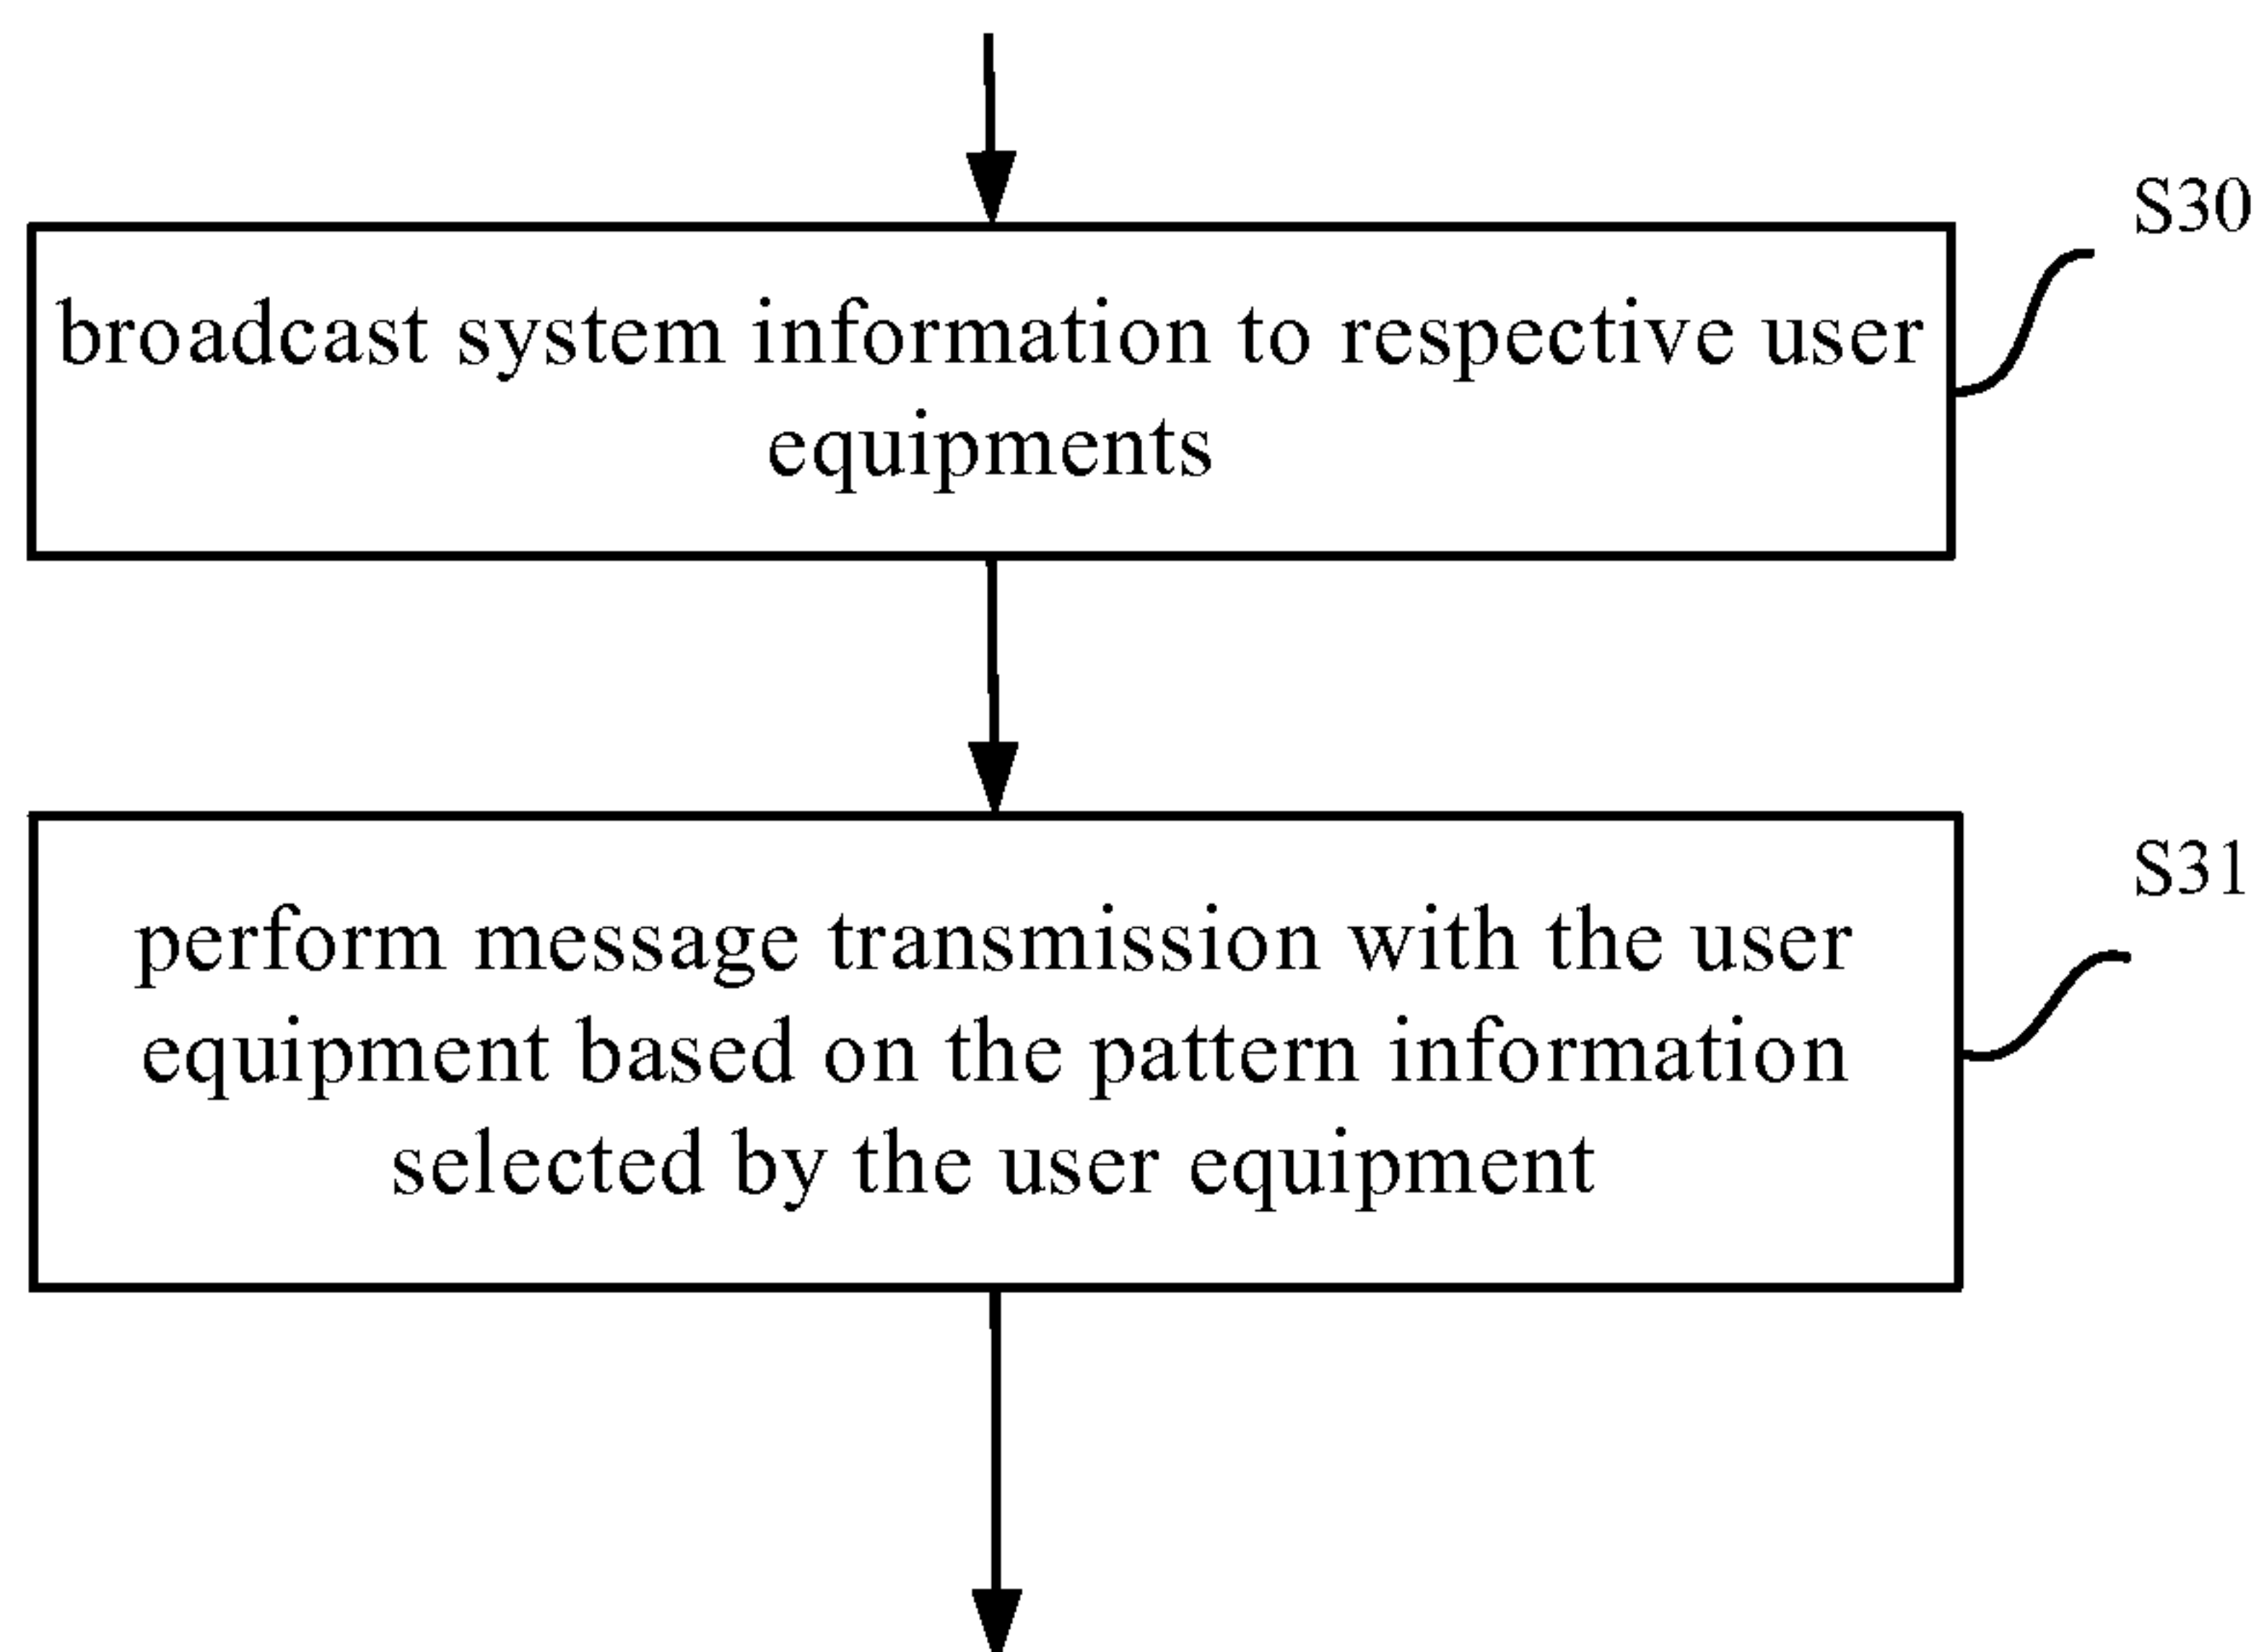 S30
broadcast system information to respective user
equipments
S31
perform message transmission with the user
equipment based on the pattern information
selected by the user equipment